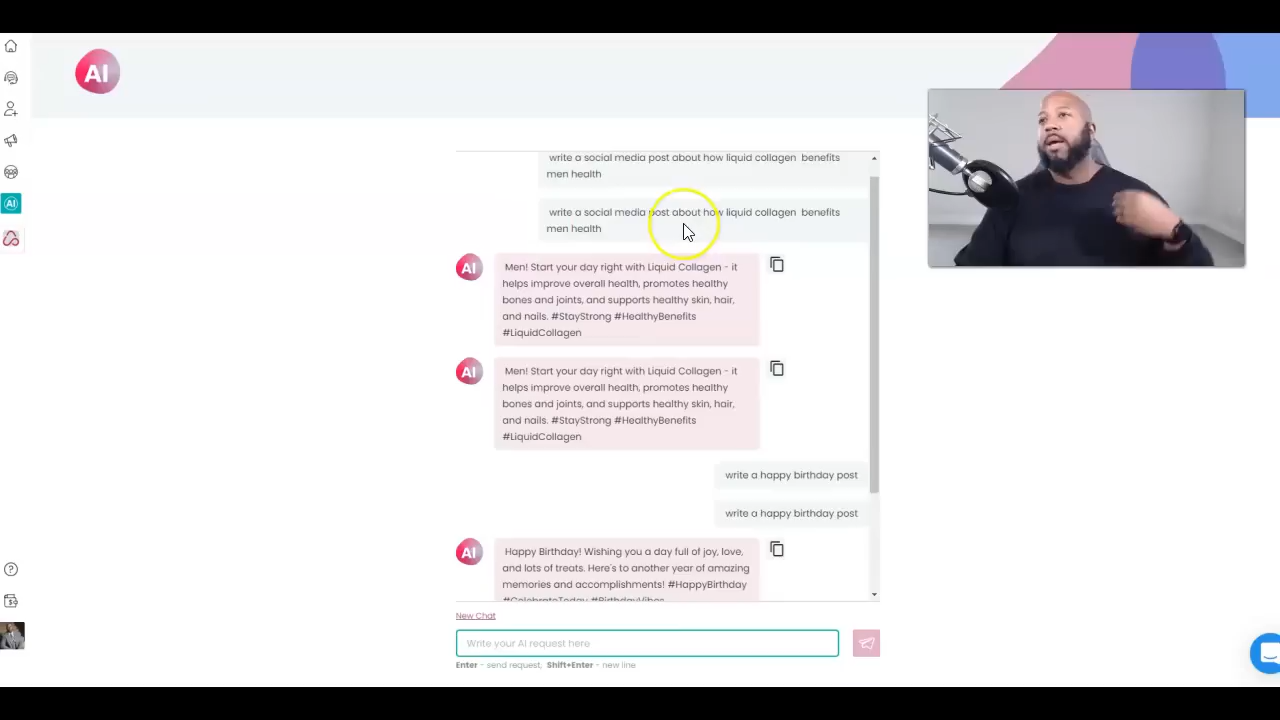 AI
AI
write a social media post about how liquid collagen  benefits
men health
write a social media post about how liquid collagen  benefits
men health
AI
Men! Start your day right with Liquid Collagen - it
helps improve overall health, promotes healthy
bones and joints, and supports healthy skin, hair,
and nails. #StayStrong #HealthyBenefits
#LiquidCollagen
AI
Men! Start your day right with Liquid Collagen - it
helps improve overall health, promotes healthy
bones and joints, and supports healthy skin, hair,
and nails. #StayStrong #HealthyBenefits
#LiquidCollagen
write a happy birthday post
write a happy birthday post
AI
Happy Birthday! Wishing you a day full of joy, love,
and lots of treats. Here's to another year of amazing
memories and accomplishments! #HappyBirthday
#CelebrateToday #BirthdayVibes
New Chat
Write your AI request here
Enter - send request;  Shift+Enter - new line